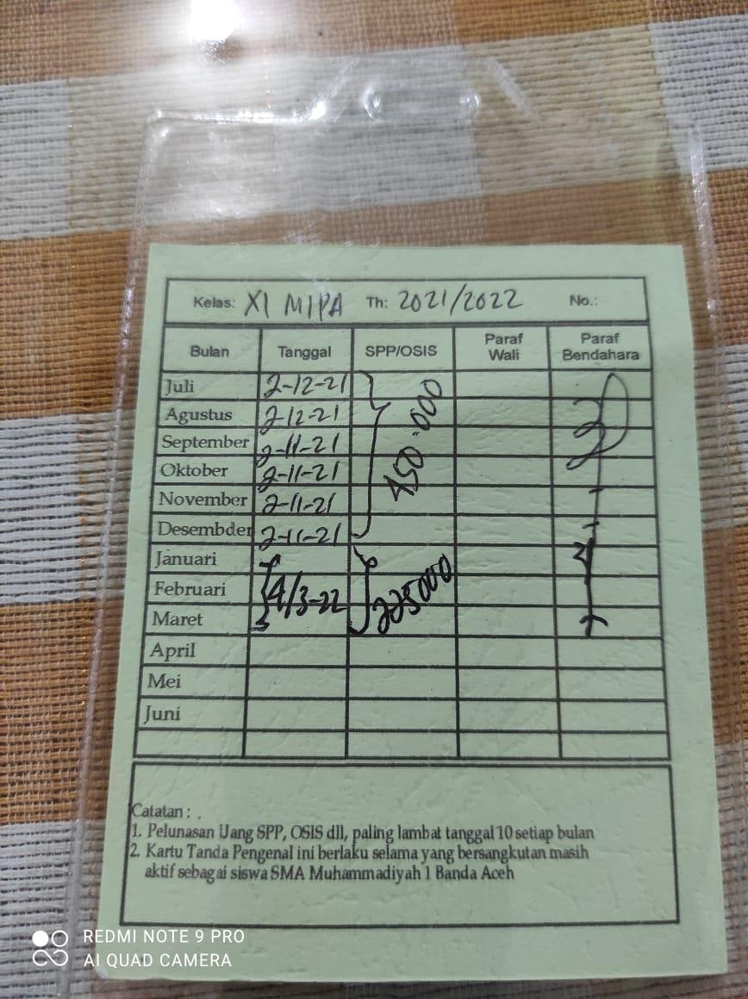 Kelas: XI MIPA Th: 2021/2022 No.:
Bulan Tanggal SPP/OSIS Paraf Wali Paraf Bendahara
Juli 2-12-21
Agustus 2-12-21
September 2-11-21
Oktober 2-11-21 450.000
November 2-11-21
Desembder 2-11-21
Januari
Februari 4/3-22 225000
Maret
April
Mei
Juni
Catatan : .
1. Pelunasan Uang SPP, OSIS dll, paling lambat tanggal 10 setiap bulan
2. Kartu Tanda Pengenal ini berlaku selama yang bersangkutan masih
aktif sebagai siswa SMA Muhammadiyah 1 Banda Aceh
REDMI NOTE 9 PRO
AI QUAD CAMERA